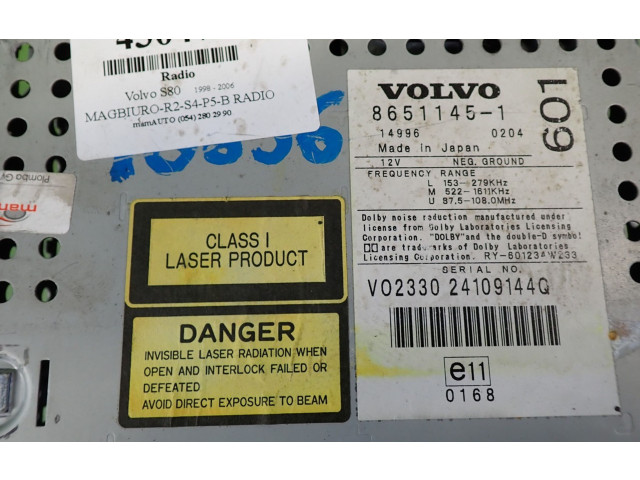 Radio
Volvo S80 1998 - 2006
MAGBIURO-R2-S4-P5-B RADIO
msmAUTO (054) 280 29 90
Plomba
CLASS I
LASER PRODUCT
DANGER
INVISIBLE LASER RADIATION WHEN
OPEN AND INTERLOCK FAILED OR
DEFEATED
AVOID DIRECT EXPOSURE TO BEAM
VOLVO
8651145-1
14996 0204
601
Made in Japan
12V NEG. GROUND
FREQUENCY RANGE
L 153-279KHz
M 522-1611KHz
U 87.5-108.0MHz
Dolby noise reduction manufactured under
license from Dolby Laboratories Licensing
Corporation. "DOLBY"and the double-D symbol
are trademarks of Dolby Laboratories
Licensing Corporation. RY-60123AW233
SERIAL NO.
VO2330 24109144Q
e11
0168